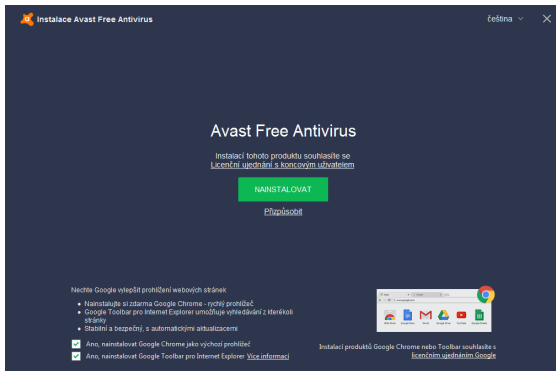 Instalace Avast Free Antivirus
čeština
Avast Free Antivirus
Instalací tohoto produktu souhlasíte se
Licenční ujednání s koncovým uživatelem
NAINSTALOVAT
Přizpůsobit
Nechte Google vylepšit prohlížení webových stránek
Nainstalujte si zdarma Google Chrome - rychlý prohlížeč
Google Toolbar pro Internet Explorer umožňuje vyhledávání z kterékoli
stránky
Stabilní a bezpečný, s automatickými aktualizacemi
Ano, nainstalovat Google Chrome jako výchozí prohlížeč
Ano, nainstalovat Google Toolbar pro Internet Explorer Více informací
Instalací produktů Google Chrome nebo Toolbar souhlasíte s
licenčním ujednáním Google